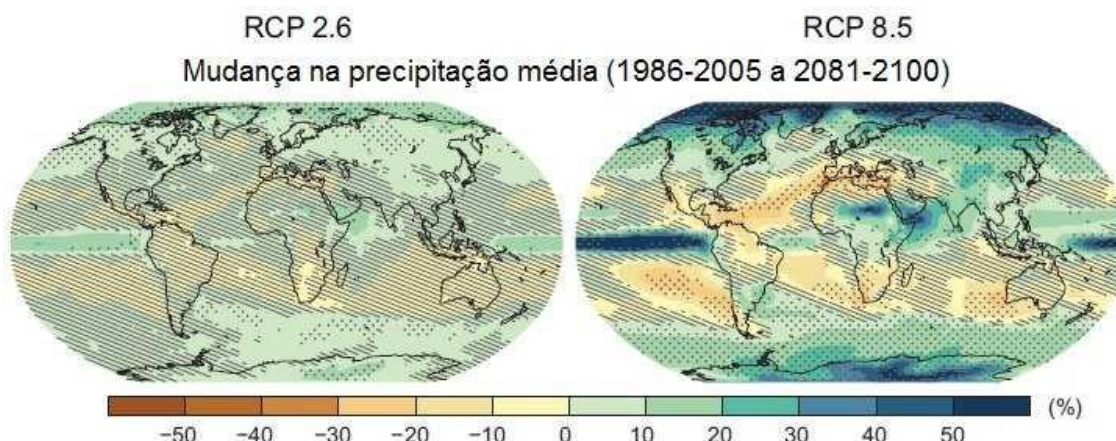 RCP 2.6 RCP 8.5
Mudança na precipitação média (1986-2005 a 2081-2100)
(%)
−50 −40 −30 −20 −10 0 10 20 30 40 50